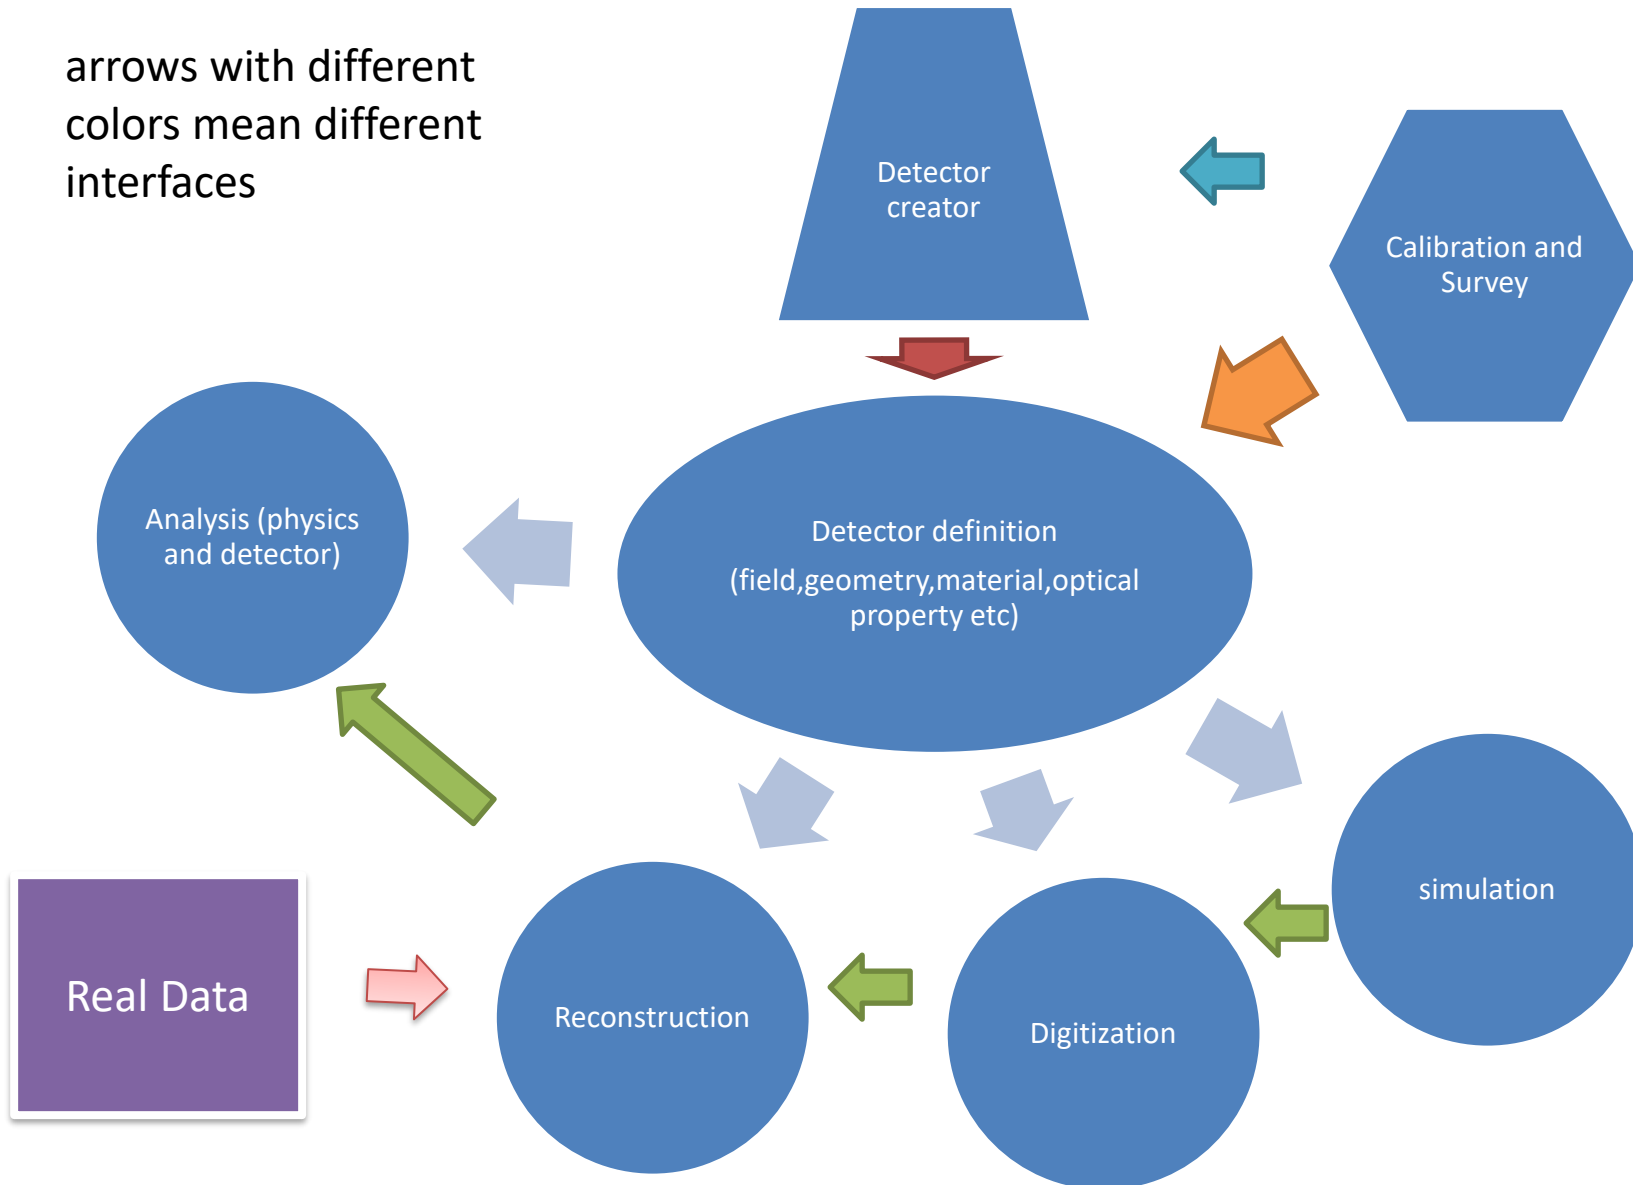 arrows with different
colors mean different
interfaces
Detector
creator
Calibration and
Survey
Analysis (physics
and detector)
Detector definition
(field,geometry,material,optical
property etc)
simulation
Real Data
Reconstruction
Digitization